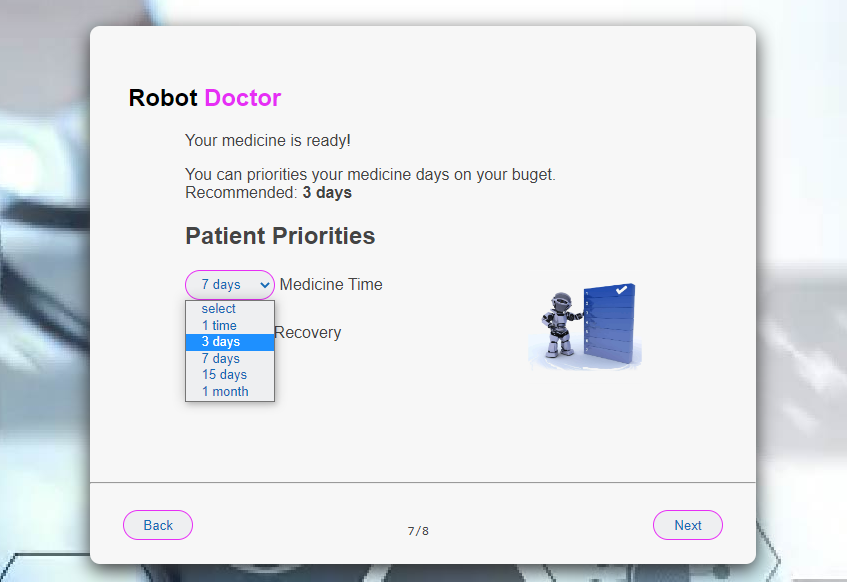 Robot Doctor
Your medicine is ready!
You can priorities your medicine days on your buget.
Recommended: 3 days
Patient Priorities
7 days Medicine Time
select
1 time
Recovery
3 days
7 days
15 days
1 month
Back
7/8
Next